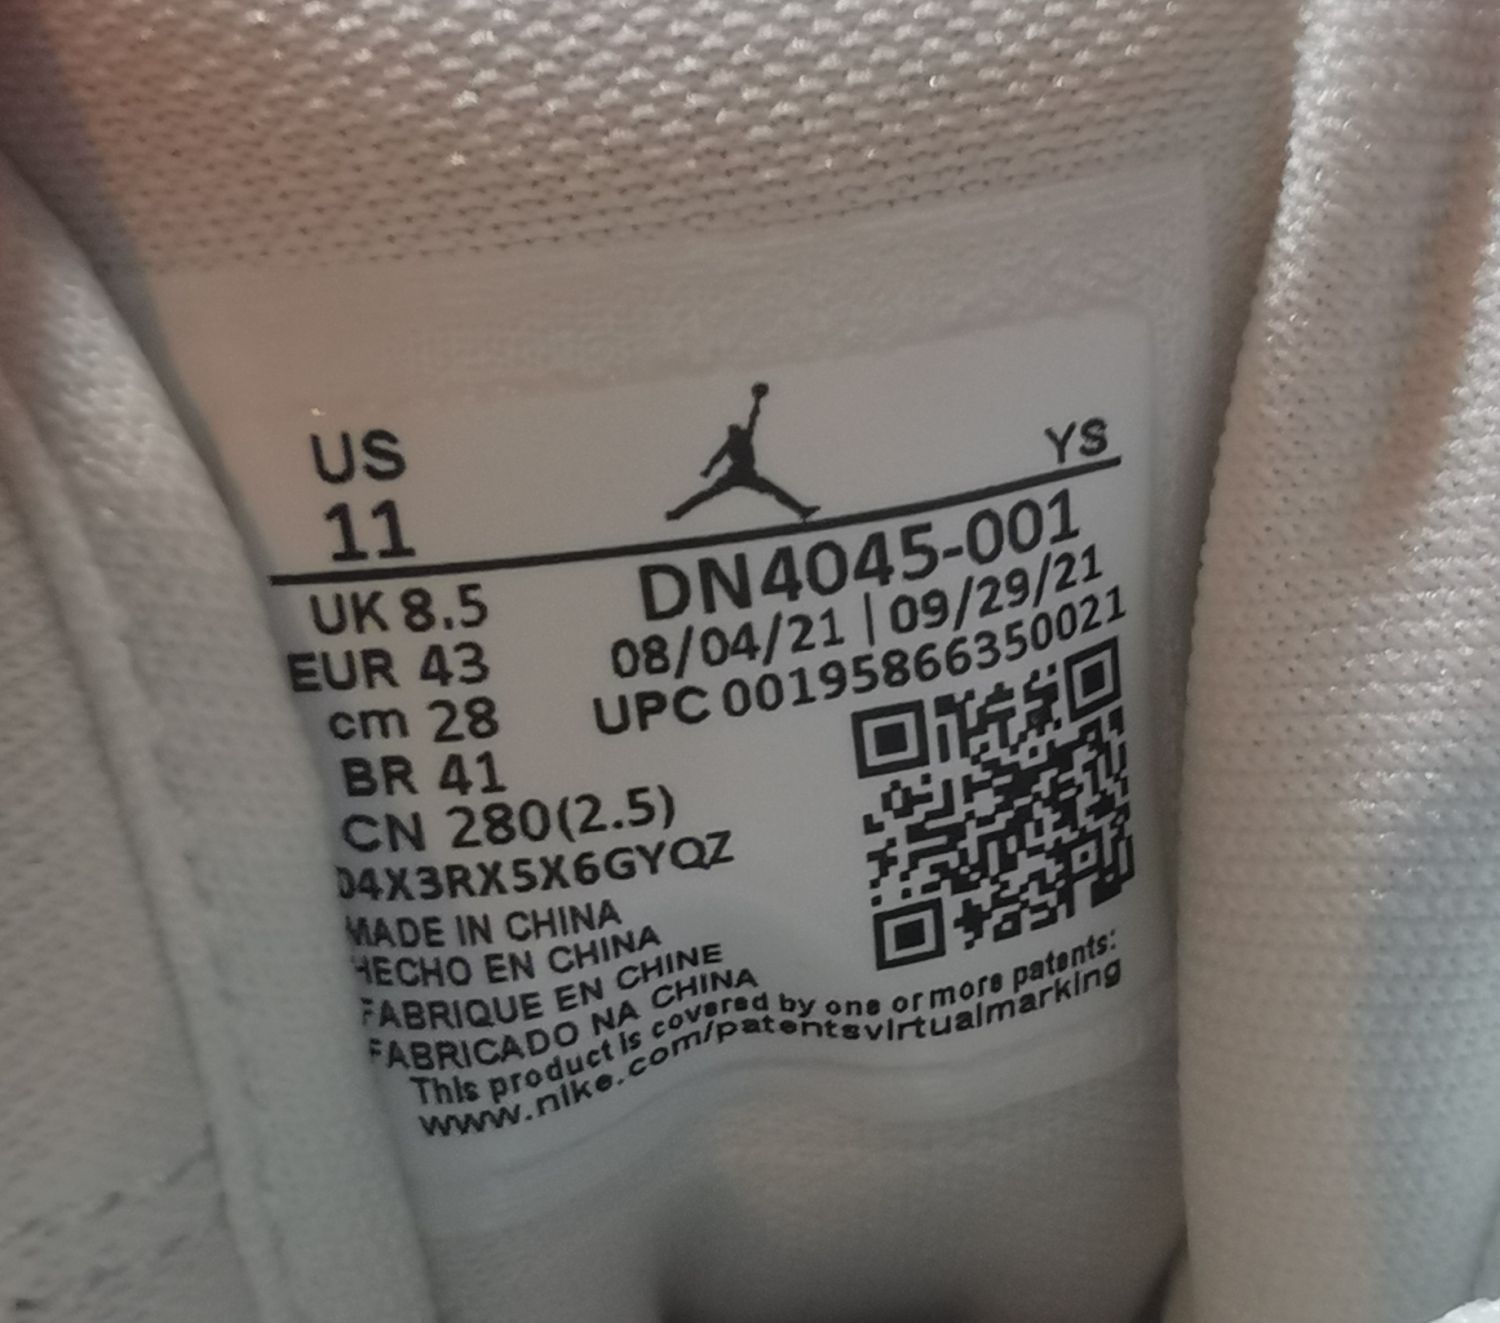 US
11
YS
UK 8.5
EUR 43
cm 28
BR 41
CN 280(2.5)
DN4045-001
08/04/21 | 09/29/21
UPC 00195866350021
04X3RX5X6GYQZ
MADE IN CHINA
HECHO EN CHINA
FABRIQUE EN CHINE
FABRICADO NA CHINA
This product is covered by one or more patents:
www.nike.com/patentsvirtualmarking